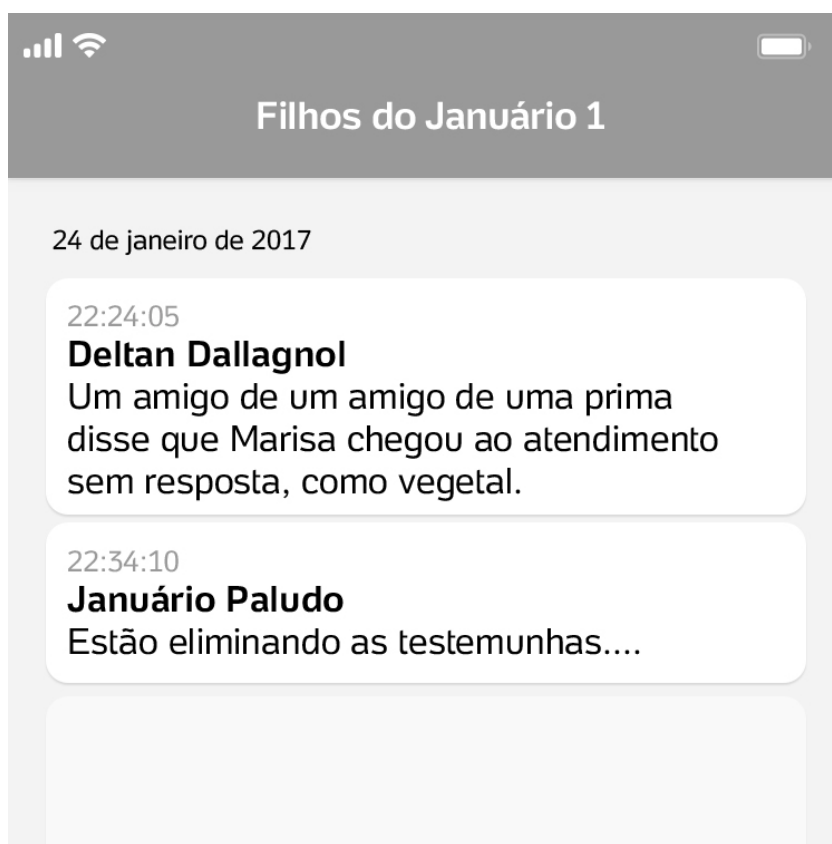 Filhos do Januário 1
24 de janeiro de 2017
22:24:05
Deltan Dallagnol
Um amigo de um amigo de uma prima
disse que Marisa chegou ao atendimento
sem resposta, como vegetal.
22:34:10
Januário Paludo
Estão eliminando as testemunhas....